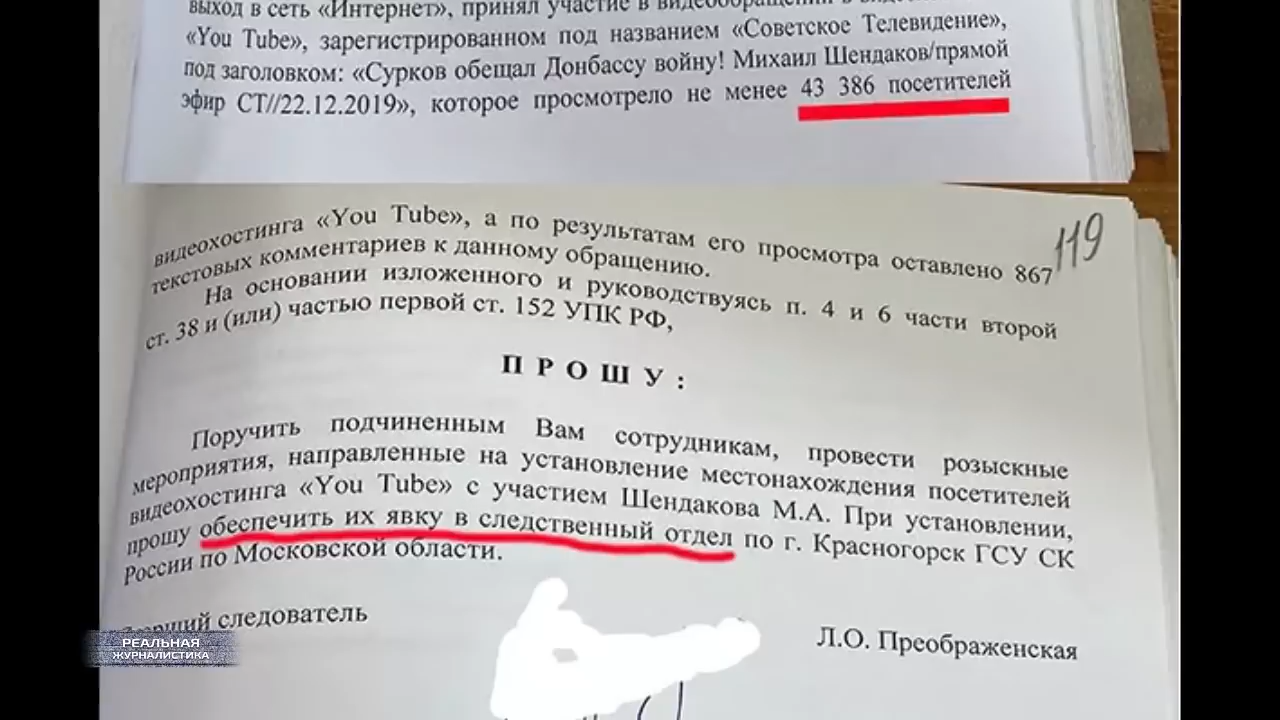 выход в сеть «Интернет», принял участие в видеообращении в
«You Tube», зарегистрированном под названием «Советское Телевидение»,
под заголовком: «Сурков обещал Донбассу войну! Михаил Шендаков/прямой
эфир СТ//22.12.2019», которое просмотрело не менее 43 386 посетителей
119
видеохостинга «You Tube», а по результатам его просмотра оставлено 867
текстовых комментариев к данному обращению.
На основании изложенного и руководствуясь п. 4 и 6 части второй
ст. 38 и (или) частью первой ст. 152 УПК РФ,
ПРОШУ:
Поручить подчиненным Вам сотрудникам, провести розыскные
мероприятия, направленные на установление местонахождения посетителей
видеохостинга «You Tube» с участием Шендакова М.А. При установлении,
прошу обеспечить их явку в следственный отдел по г. Красногорск ГСУ СК
России по Московской области.
следователь
Л.О. Преображенская
РЕАЛЬНАЯ
ЖУРНАЛИСТИКА